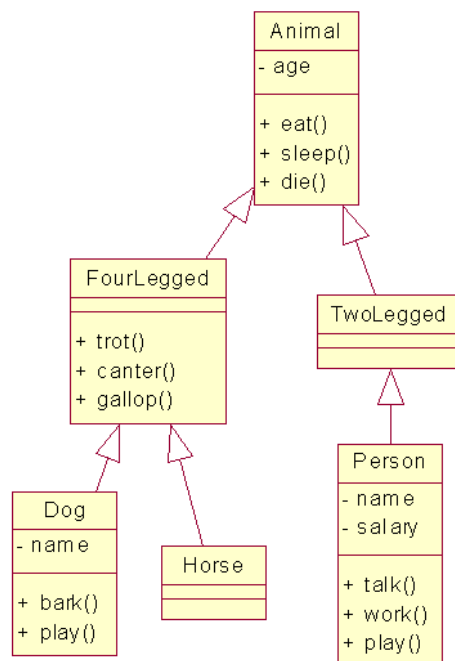 Animal
- age
+ eat()
+ sleep()
+ die()
FourLegged
+ trot()
+ canter()
+ gallop()
TwoLegged
Dog
- name
+ bark()
+ play()
Horse
Person
- name
- salary
+ talk()
+ work()
+ play()